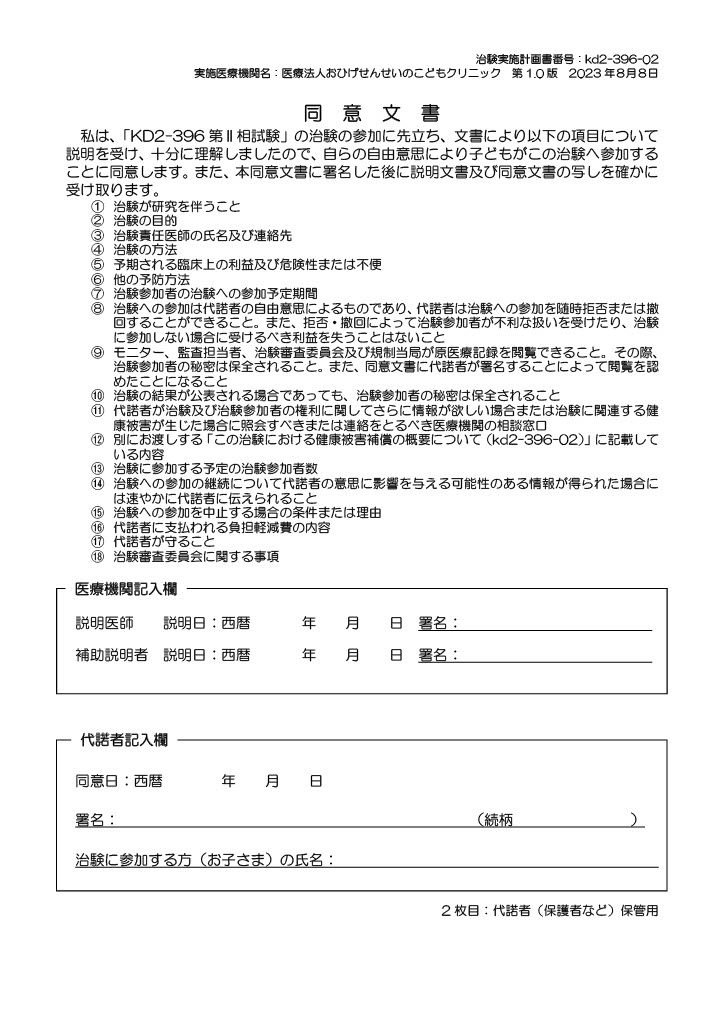 治験実施計画書番号：kd2-396-02
実施医療機関名：医療法人おひげせんせいのこどもクリニック　第 1.0 版　2023 年 8 月 8 日
同　意　文　書
私は、「KD2-396 第Ⅱ相試験」の治験の参加に先立ち、文書により以下の項目について
説明を受け、十分に理解しましたので、自らの自由意思により子どもがこの治験へ参加する
ことに同意します。また、本同意文書に署名した後に説明文書及び同意文書の写しを確かに
受け取ります。
① 治験が研究を伴うこと
② 治験の目的
③ 治験責任医師の氏名及び連絡先
④ 治験の方法
⑤ 予期される臨床上の利益及び危険性または不便
⑥ 他の予防方法
⑦ 治験参加者の治験への参加予定期間
⑧ 治験への参加は代諾者の自由意思によるものであり、代諾者は治験への参加を随時拒否または撤
回することができること。また、拒否・撤回によって治験参加者が不利な扱いを受けたり、治験
に参加しない場合に受けるべき利益を失うことはないこと
⑨ モニター、監査担当者、治験審査委員会及び規制当局が原医療記録を閲覧できること。その際、
治験参加者の秘密は保全されること。また、同意文書に代諾者が署名することによって閲覧を認
めたことになること
⑩ 治験の結果が公表される場合であっても、治験参加者の秘密は保全されること
⑪ 代諾者が治験及び治験参加者の権利に関してさらに情報が欲しい場合または治験に関連する健
康被害が生じた場合に照会すべきまたは連絡をとるべき医療機関の相談窓口
⑫ 別にお渡しする「この治験における健康被害補償の概要について（kd2-396-02）」に記載して
いる内容
⑬ 治験に参加する予定の治験参加者数
⑭ 治験への参加の継続について代諾者の意思に影響を与える可能性のある情報が得られた場合に
は速やかに代諾者に伝えられること
⑮ 治験への参加を中止する場合の条件または理由
⑯ 代諾者に支払われる負担軽減費の内容
⑰ 代諾者が守ること
⑱ 治験審査委員会に関する事項
医療機関記入欄
説明医師　説明日：西暦　　　年　　月　　日　署名：
補助説明者　説明日：西暦　　　年　　月　　日　署名：
代諾者記入欄
同意日：西暦　　　年　　月　　日
署名：　　　　　　　　　　（続柄　　　　　　）
治験に参加する方（お子さま）の氏名：
2 枚目：代諾者（保護者など）保管用